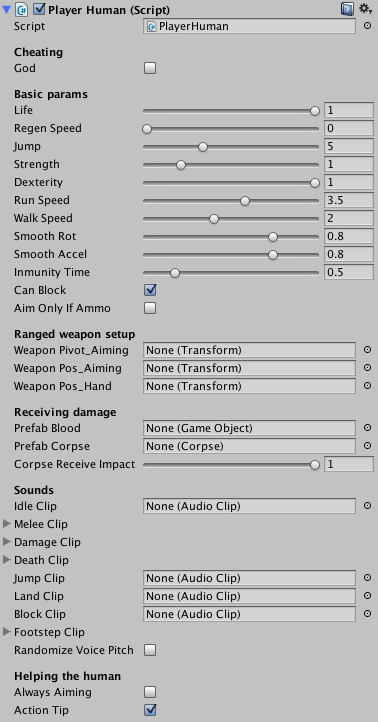 Player Human (Script)
Script PlayerHuman
Cheating
God
Basic params
Life 1
Regen Speed 0
Jump 5
Strength 1
Dexterity 1
Run Speed 3.5
Walk Speed 2
Smooth Rot 0.8
Smooth Accel 0.8
Inmunity Time 0.5
Can Block
Aim Only If Ammo
Ranged weapon setup
Weapon Pivot_Aiming None (Transform)
Weapon Pos_Aiming None (Transform)
Weapon Pos_Hand None (Transform)
Receiving damage
Prefab Blood None (Game Object)
Prefab Corpse None (Corpse)
Corpse Receive Impact 1
Sounds
Idle Clip None (Audio Clip)
Melee Clip
Damage Clip
Death Clip
Jump Clip None (Audio Clip)
Land Clip None (Audio Clip)
Block Clip None (Audio Clip)
Footstep Clip
Randomize Voice Pitch
Helping the human
Always Aiming
Action Tip